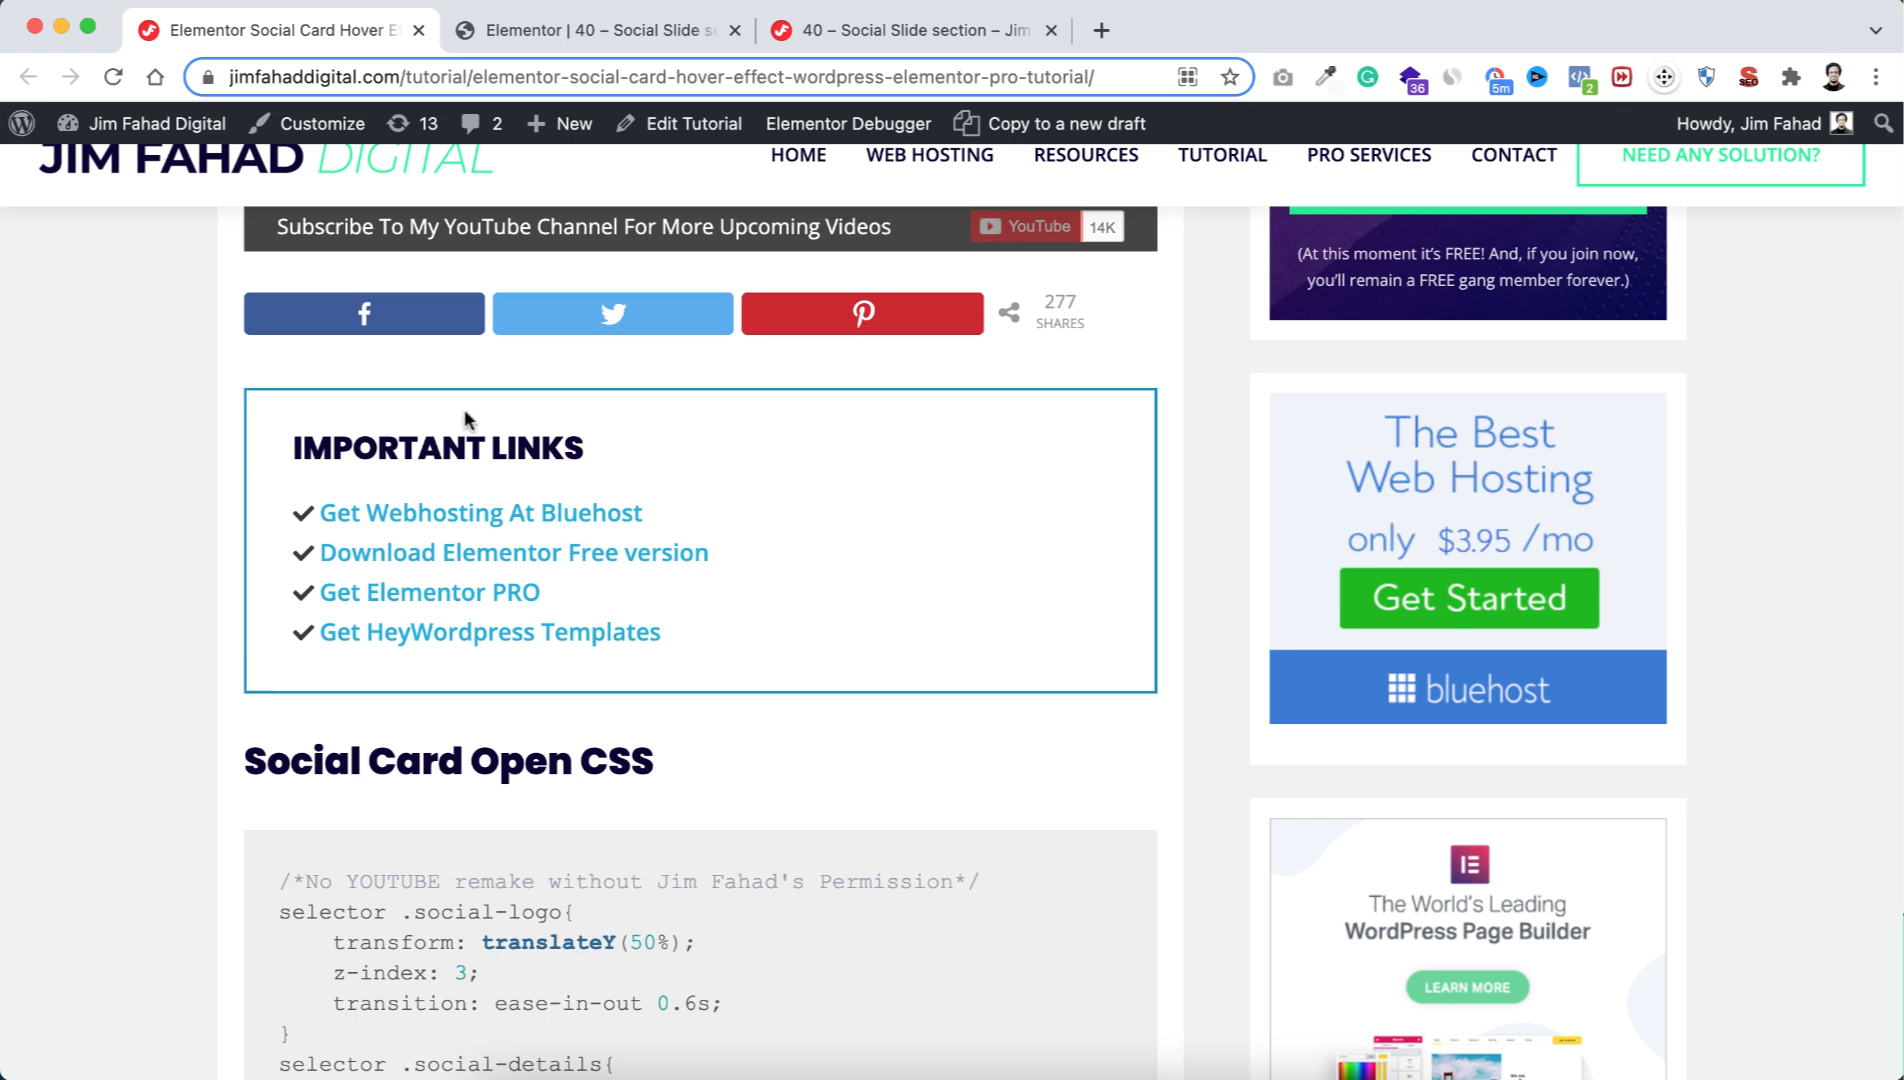 Elementor Social Card Hover E
Elementor | 40 – Social Slide se
40 – Social Slide section – Jim
jimfahaddigital.com/tutorial/elementor-social-card-hover-effect-wordpress-elementor-pro-tutorial/
36
5m
2
SEO
Jim Fahad Digital
Customize
13
2
New
Edit Tutorial
Elementor Debugger
Copy to a new draft
Howdy, Jim Fahad
JIM FAHAD DIGITAL
HOME
WEB HOSTING
RESOURCES
TUTORIAL
PRO SERVICES
CONTACT
NEED ANY SOLUTION?
Subscribe To My YouTube Channel For More Upcoming Videos
YouTube
14K
277
SHARES
IMPORTANT LINKS
Get Webhosting At Bluehost
Download Elementor Free version
Get Elementor PRO
Get HeyWordpress Templates
Social Card Open CSS
/*No YOUTUBE remake without Jim Fahad's Permission*/
selector .social-logo{
transform: translateY(50%);
z-index: 3;
transition: ease-in-out 0.6s;
}
selector .social-details{
(At this moment it's FREE! And, if you join now,
you'll remain a FREE gang member forever.)
The Best
Web Hosting
only $3.95 /mo
Get Started
bluehost
The World's Leading
WordPress Page Builder
LEARN MORE